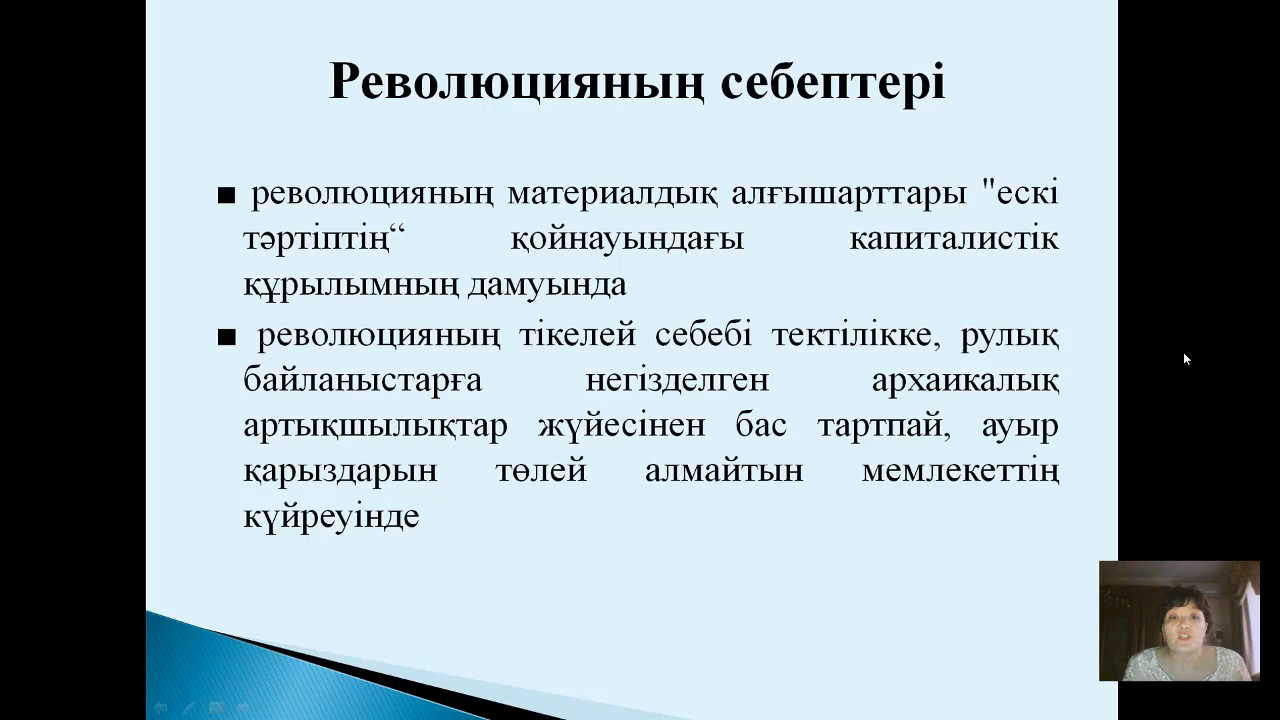 Революцияның себептері
■ революцияның материалдық алғышарттары "ескі
тәртіптің“ қойнауындағы капиталистік
құрылымның дамуында
■ революцияның тікелей себебі тектілікке, рулық
байланыстарға негізделген архаикалық
артықшылықтар жүйесінен бас тартпай, ауыр
қарыздарын төлей алмайтын мемлекеттің
күйреуінде